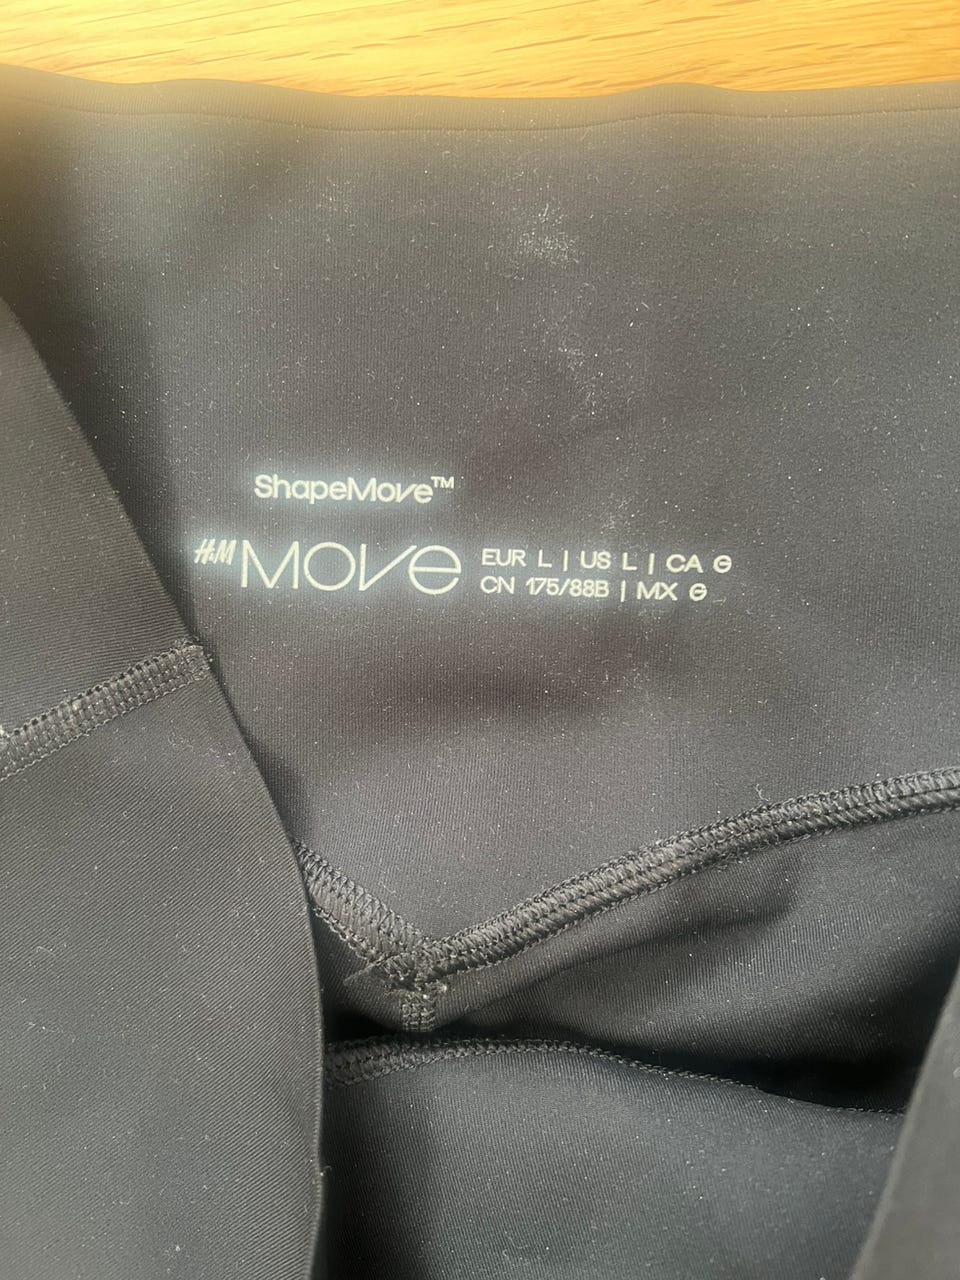 ShapeMove™
H&M MOVE EUR L | US L | CA G
CN 175/88B | MX G